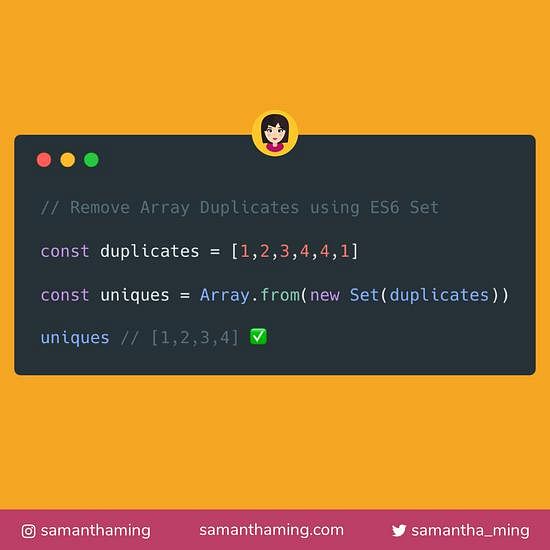 // Remove Array Duplicates using ES6 Set
const duplicates = [1,2,3,4,4,1]
const uniques = Array.from(new Set(duplicates))
uniques // [1,2,3,4] ✅
samanthaming samanthaming.com samantha_ming